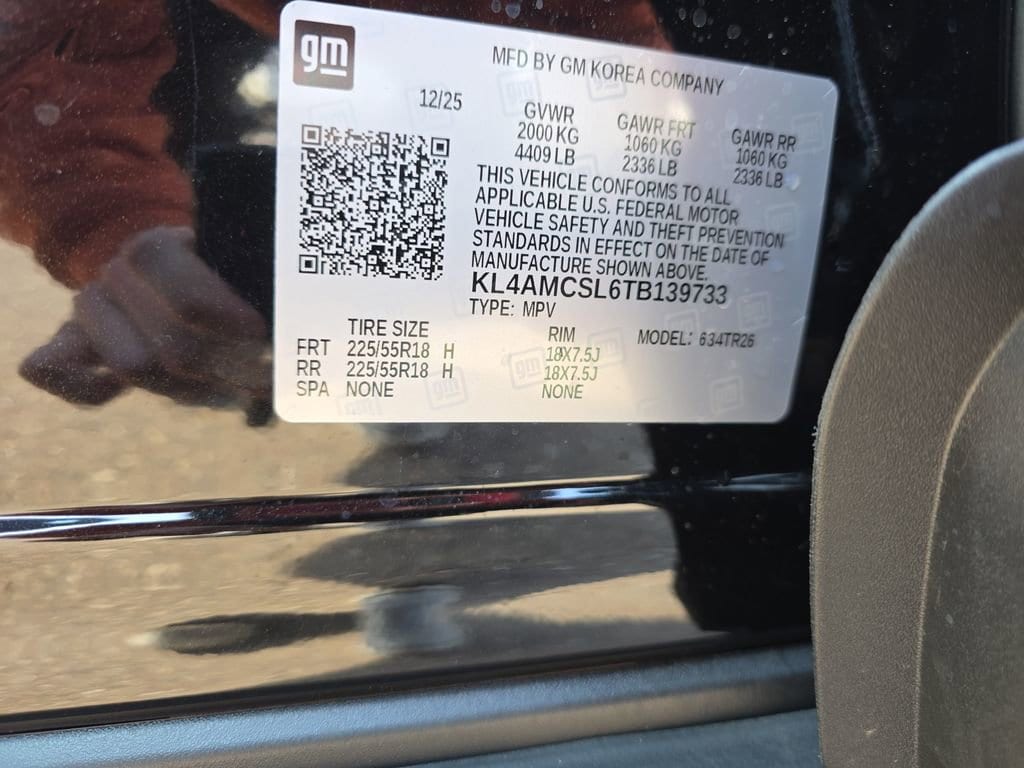 gm
MFD BY GM KOREA COMPANY
12/25
GVWR
2000 KG
4409 LB
GAWR FRT
1060 KG
2336 LB
GAWR RR
1060 KG
2336 LB
THIS VEHICLE CONFORMS TO ALL
APPLICABLE U.S. FEDERAL MOTOR
VEHICLE SAFETY AND THEFT PREVENTION
STANDARDS IN EFFECT ON THE DATE OF
MANUFACTURE SHOWN ABOVE.
KL4AMCSL6TB139733
TYPE: MPV
TIRE SIZE RIM MODEL: 634TR26
FRT 225/55R18 H 18X7.5J
RR 225/55R18 H 18X7.5J
SPA NONE NONE